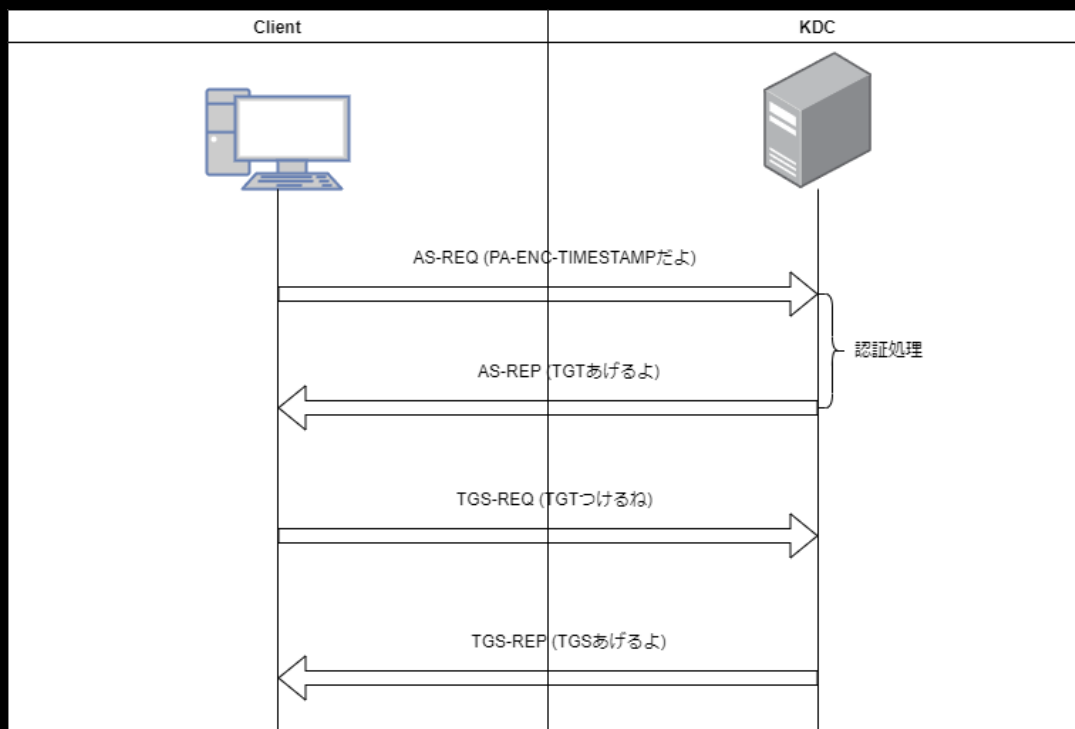 Client
KDC
AS-REQ (PA-ENC-TIMESTAMPだよ)
認証処理
AS-REP (TGTあげるよ)
TGS-REQ (TGTつけるね)
TGS-REP (TGSあげるよ)